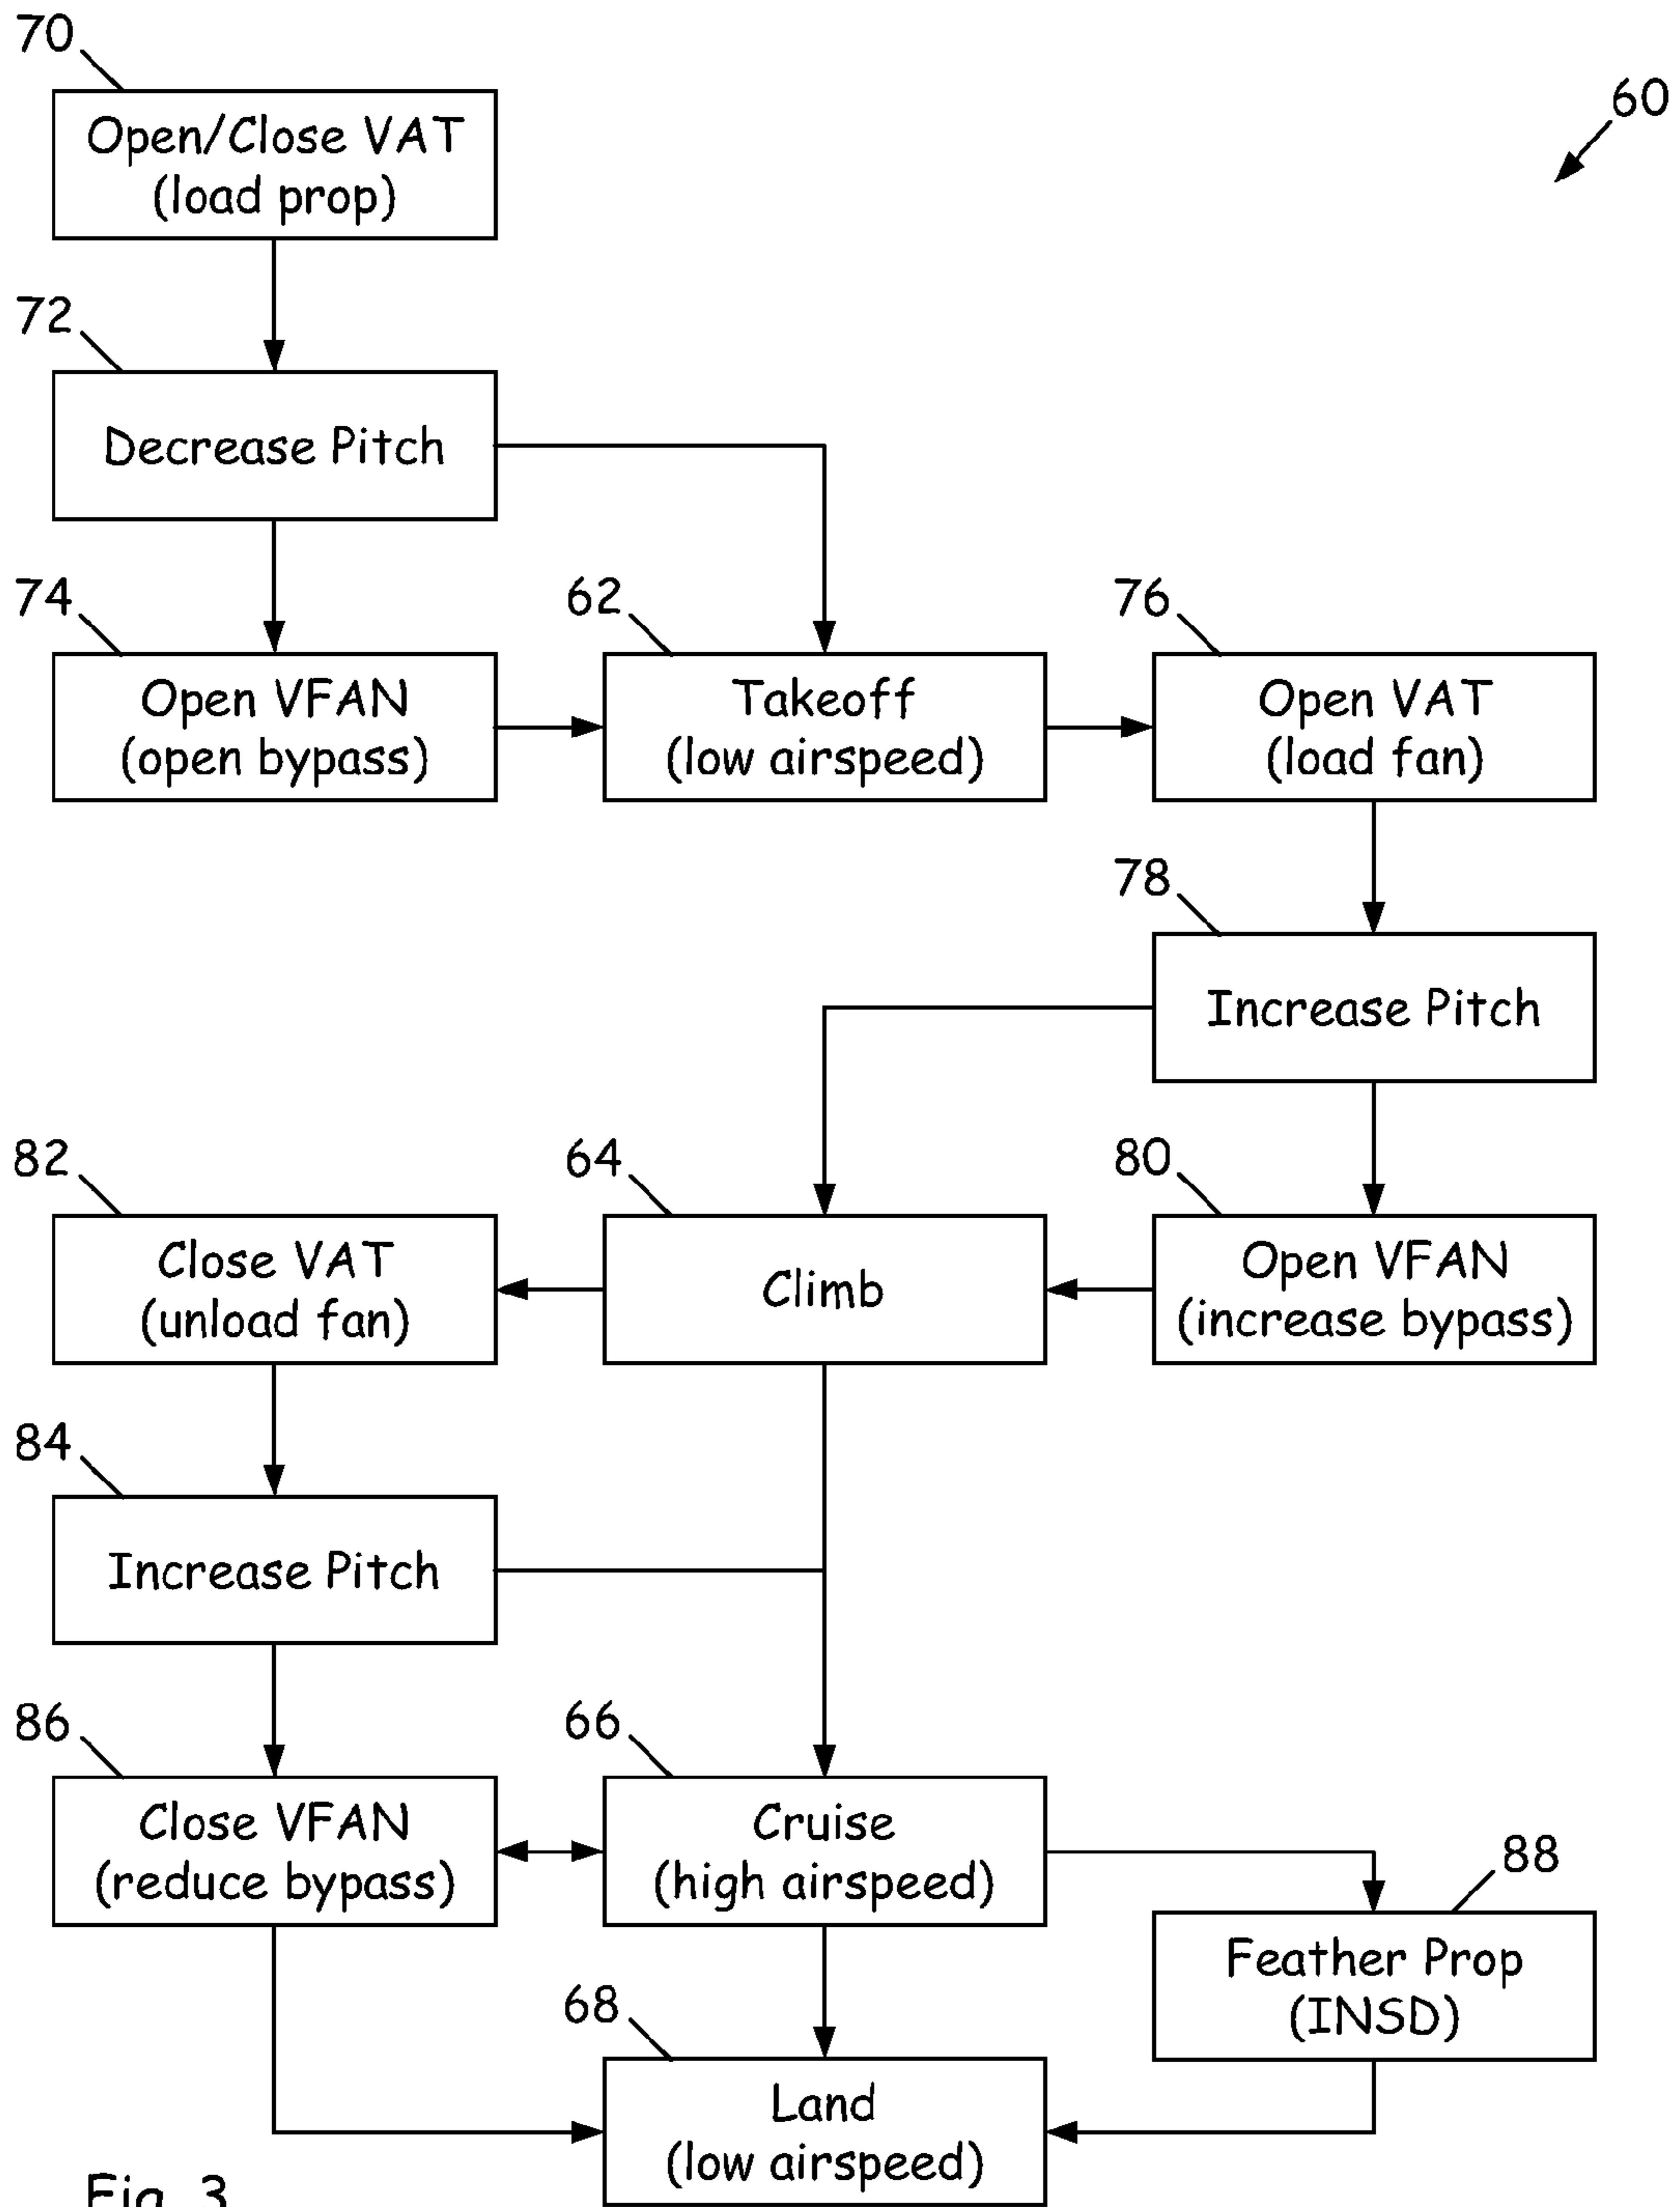 70
60
Open/Close VAT
(load prop)
72
Decrease Pitch
74
62
76
Open VFAN
(open bypass)
Takeoff
(low airspeed)
Open VAT
(load fan)
78
Increase Pitch
82
64
80
Close VAT
(unload fan)
Climb
Open VFAN
(increase bypass)
84
Increase Pitch
86
66
Close VFAN
(reduce bypass)
Cruise
(high airspeed)
88
Feather Prop
(INSD)
68
Land
(low airspeed)
Fig. 3